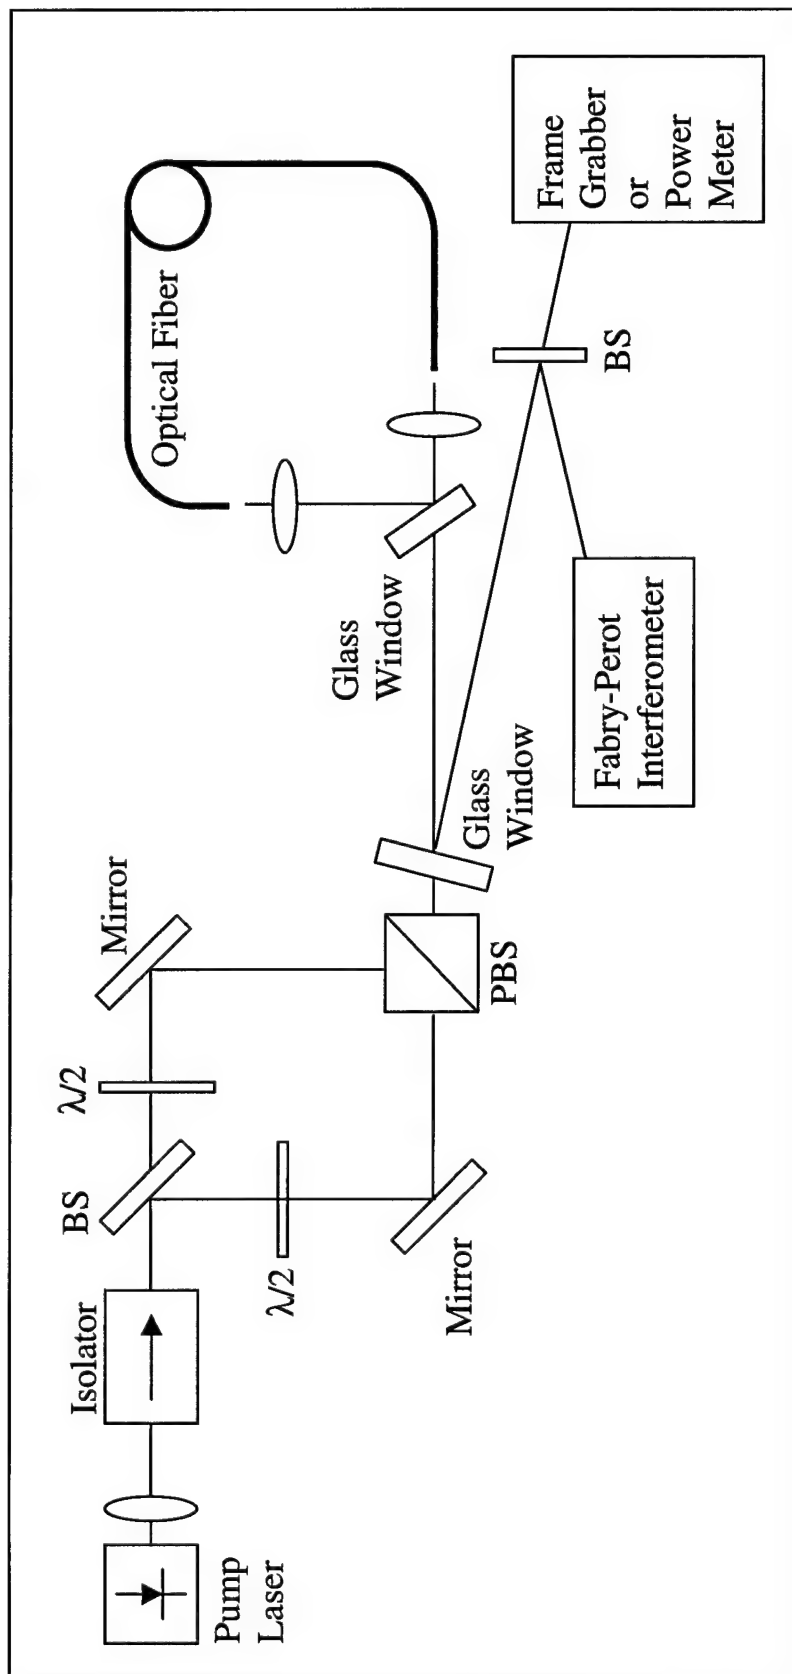 Pump
Laser
Isolator
BS
λ/2
Mirror
λ/2
Mirror
PBS
Glass
Window
Glass
Window
Optical Fiber
Fabry-Perot
Interferometer
BS
Frame
Grabber
or
Power
Meter